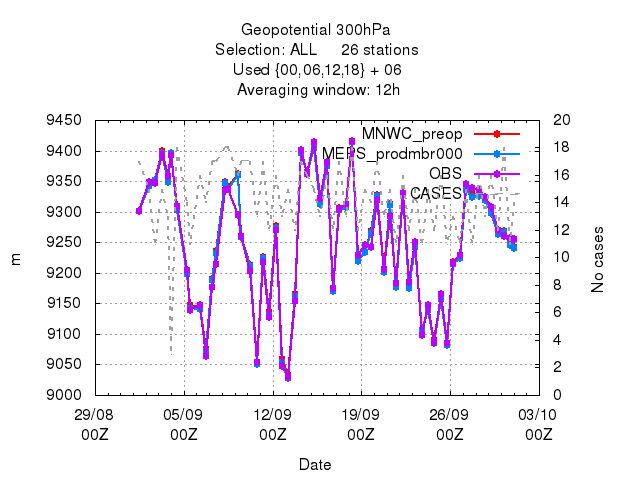 Geopotential 300hPa
Selection: ALL 26 stations
Used {00,06,12,18} + 06
Averaging window: 12h
9450
9400
9350
9300
9250
9200
9150
9100
9050
9000
m
20
18
16
14
12
10
8
6
4
2
0
No cases
MNWC_preop
MEPS_prodmbr000
OBS
CASES
29/08 05/09 12/09 19/09 26/09 03/10
00Z 00Z 00Z 00Z 00Z 00Z
Date